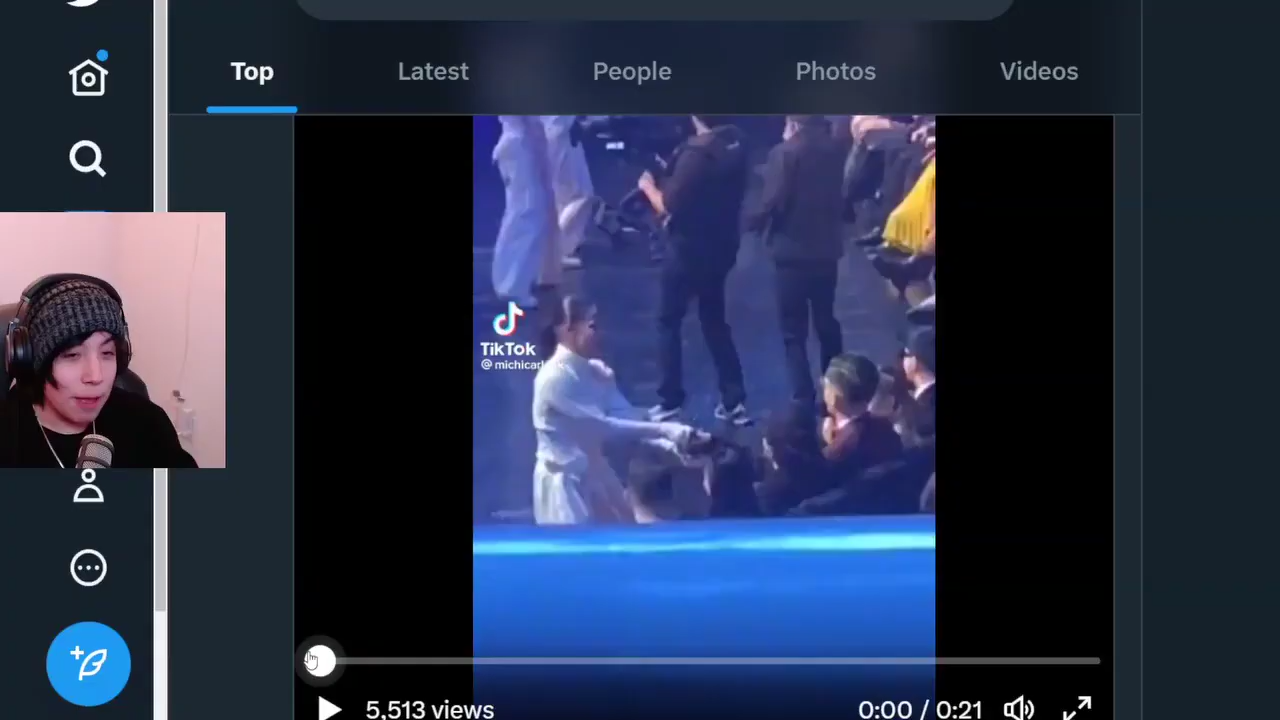 Top
Latest
People
Photos
Videos
TikTok
5,513 views
0:00 / 0:21